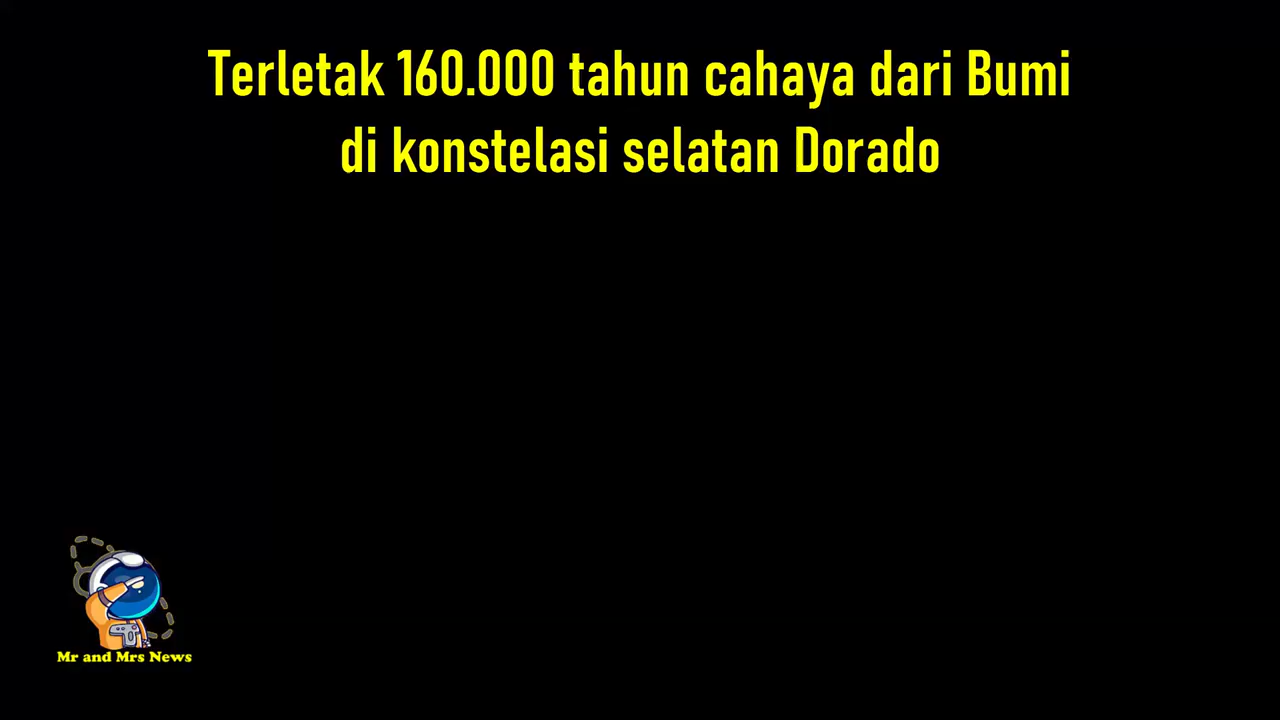 Terletak 160.000 tahun cahaya dari Bumi
di konstelasi selatan Dorado
Mr and Mrs News